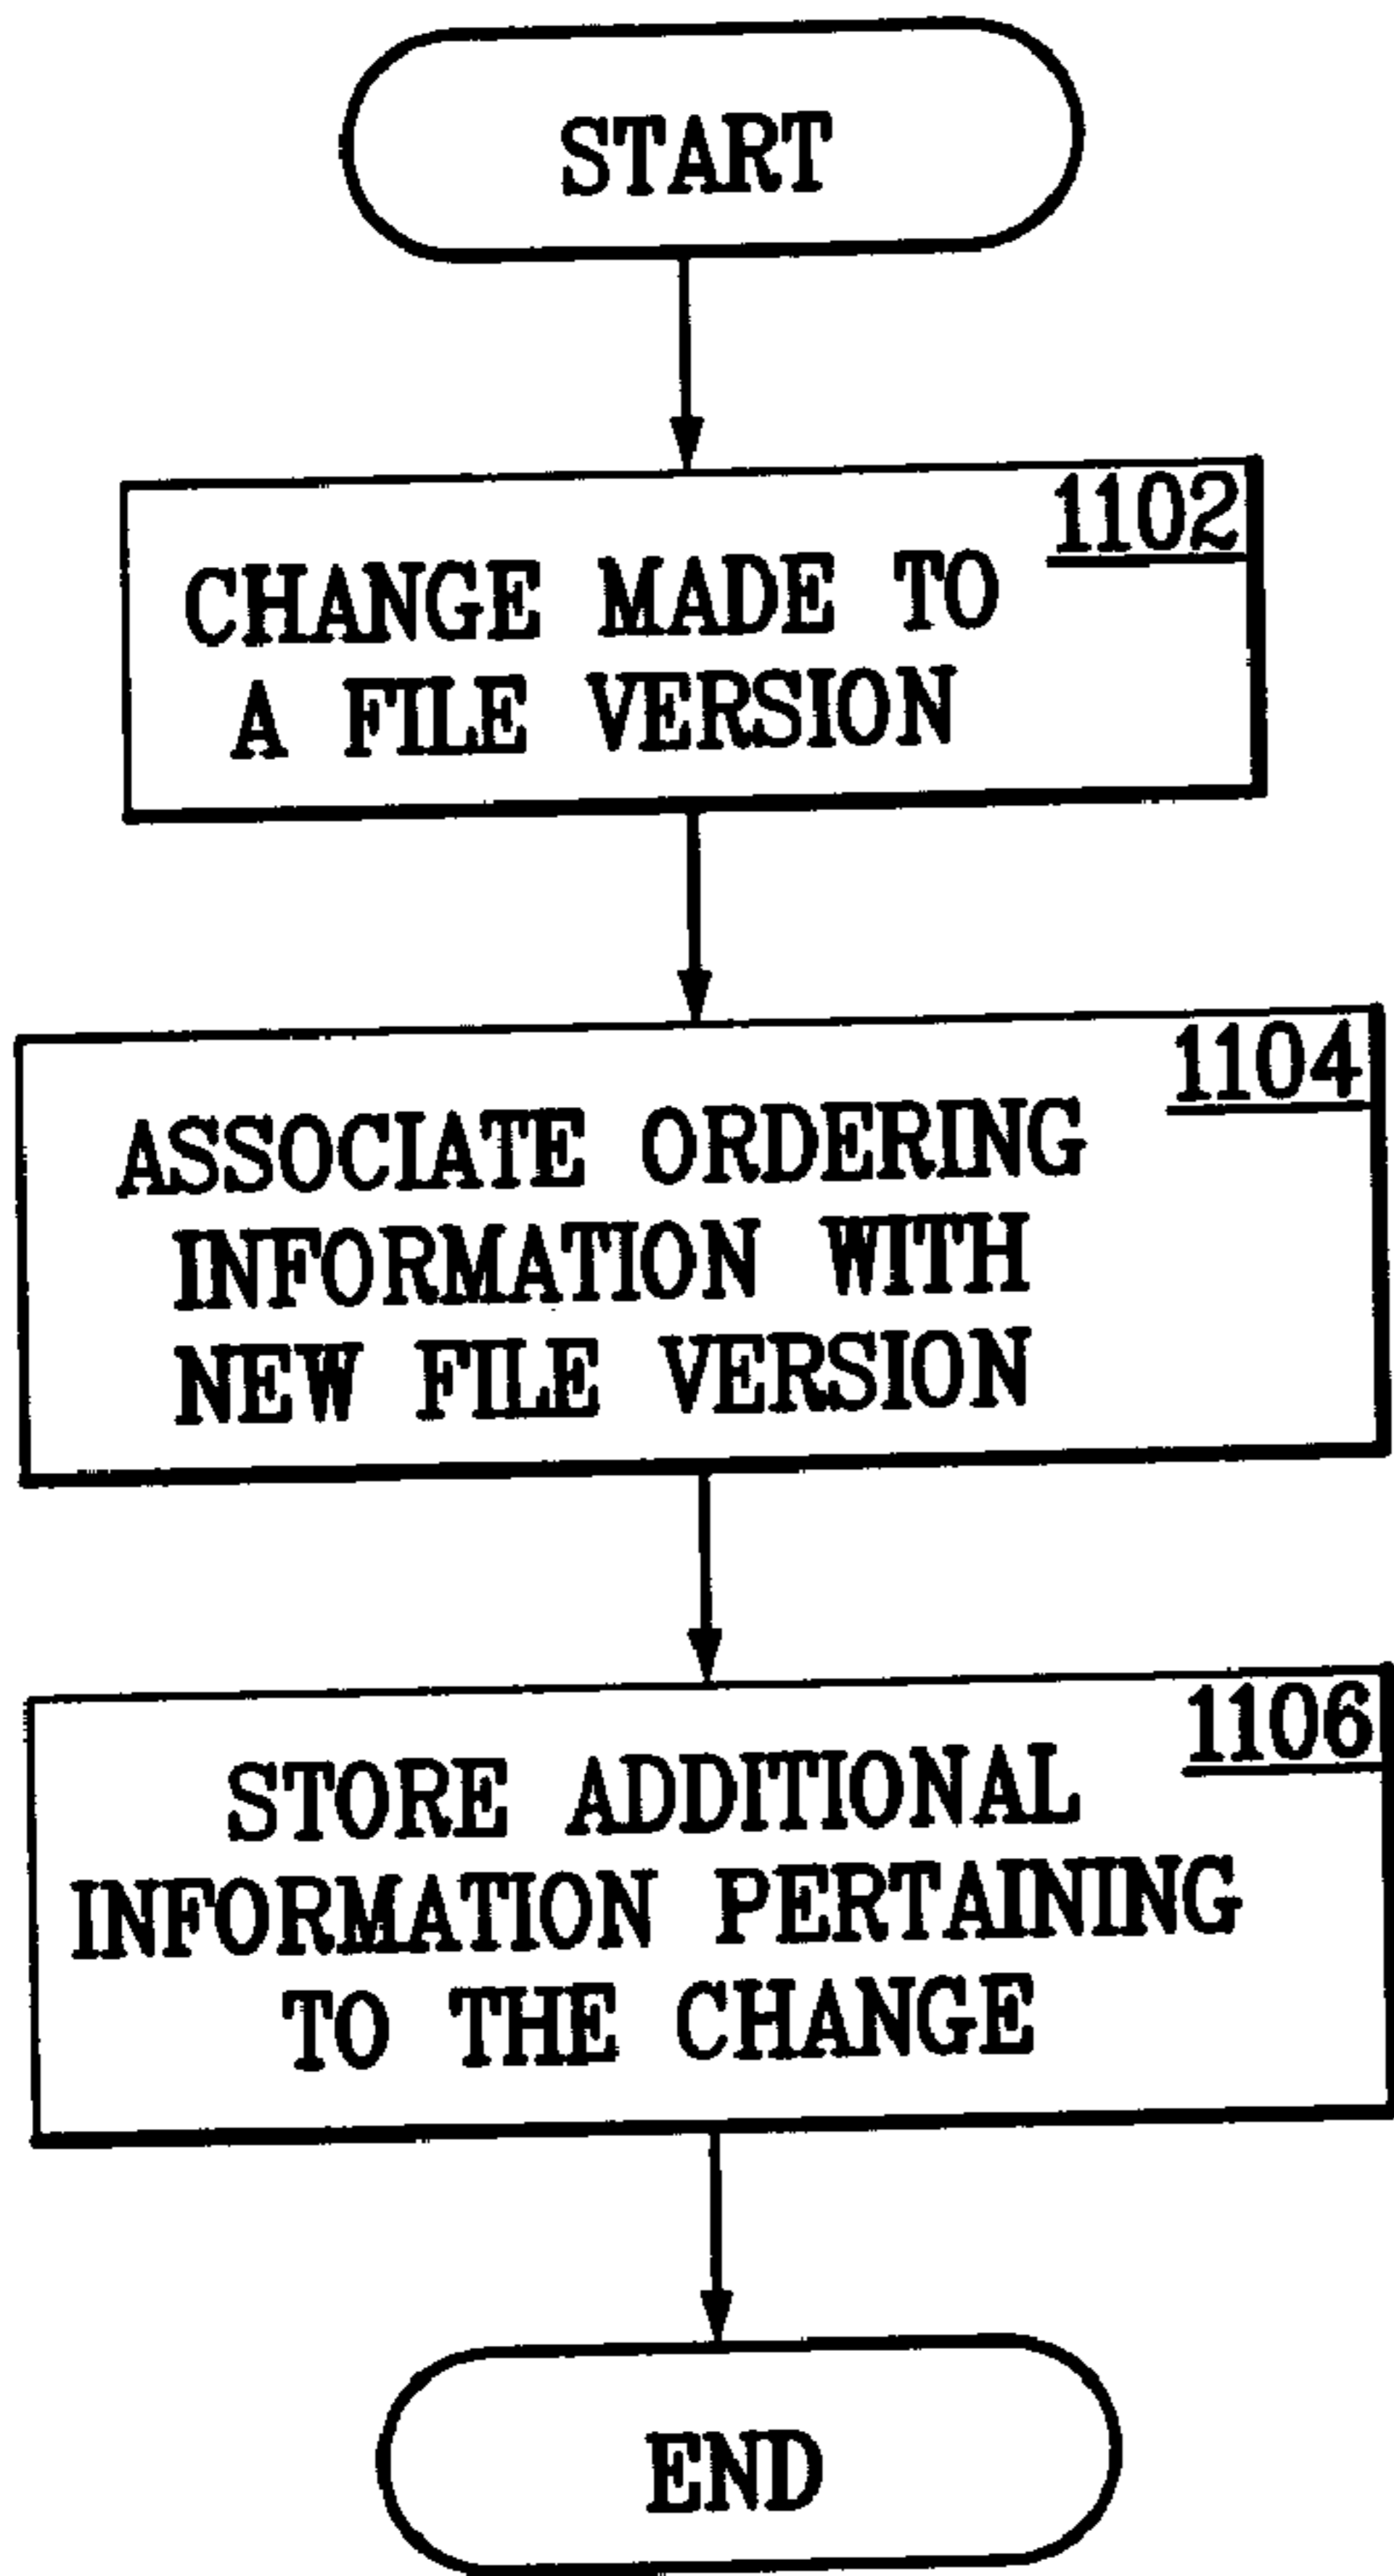 START
1102
CHANGE MADE TO
A FILE VERSION
1104
ASSOCIATE ORDERING
INFORMATION WITH
NEW FILE VERSION
1106
STORE ADDITIONAL
INFORMATION PERTAINING
TO THE CHANGE
END